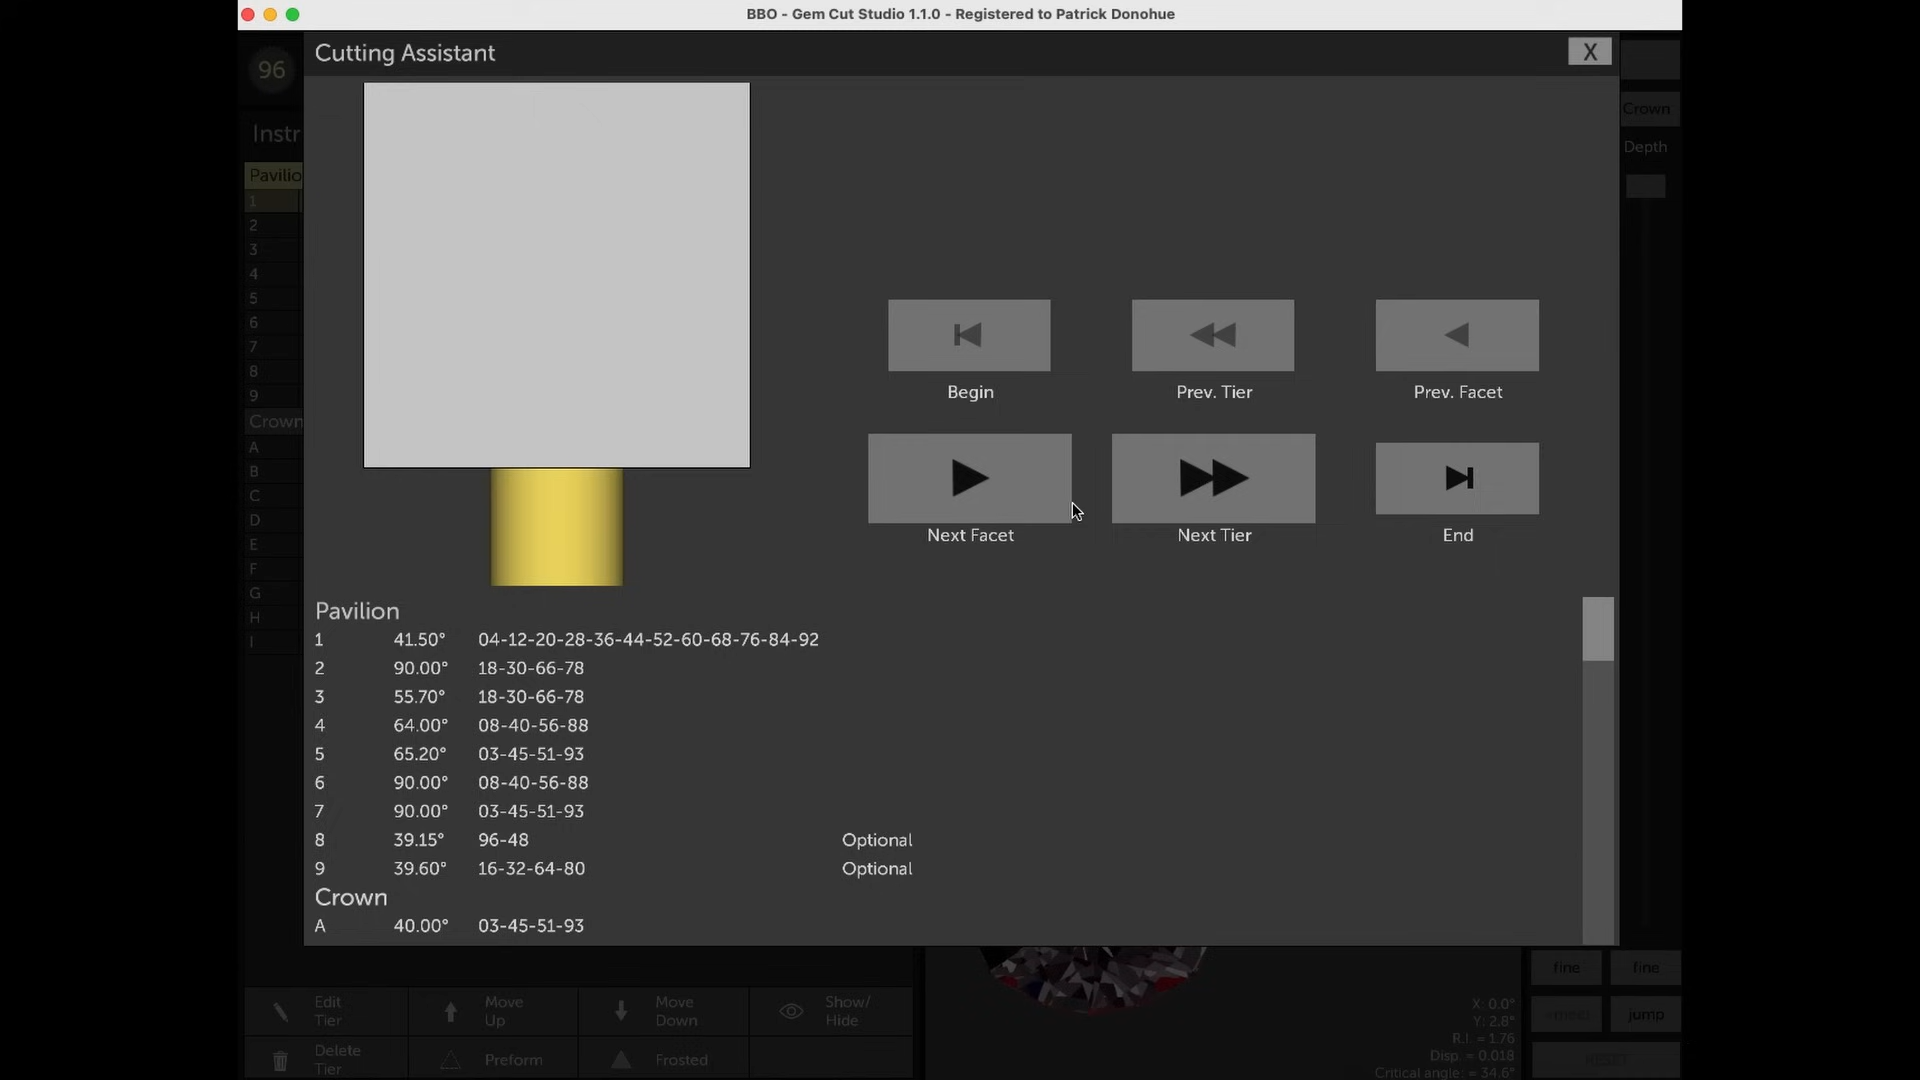 BBO - Gem Cut Studio 1.1.0 - Registered to Patrick Donohue
Cutting Assistant
X
96
Crown
Instr
Depth
Pavilio
1
2
3
4
5
6
7
8
9
Crown
A
B
C
D
E
F
G
H
I
Begin
Prev. Tier
Prev. Facet
Next Facet
Next Tier
End
Pavilion
1 41.50° 04-12-20-28-36-44-52-60-68-76-84-92
2 90.00° 18-30-66-78
3 55.70° 18-30-66-78
4 64.00° 08-40-56-88
5 65.20° 03-45-51-93
6 90.00° 08-40-56-88
7 90.00° 03-45-51-93
8 39.15° 96-48 Optional
9 39.60° 16-32-64-80 Optional
Crown
A 40.00° 03-45-51-93
fine fine
Edit Tier
Move Up
Move Down
Show/ Hide
jump
Delete Tier
Preform
Frosted
RESET
X: 0.0°
Y: 2.8°
R.I. = 1.76
Disp. = 0.018
Critical angle: = 34.6°